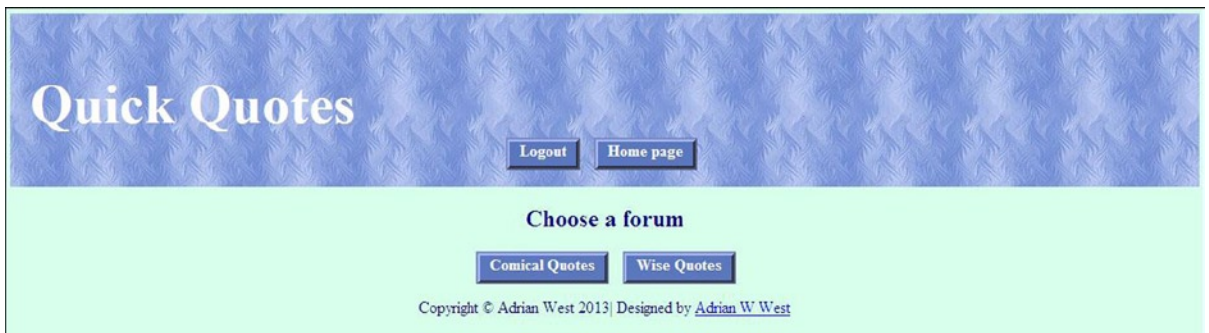 Quick Quotes
Logout Home page
Choose a forum
Comical Quotes Wise Quotes
Copyright © Adrian West 2013| Designed by Adrian W West